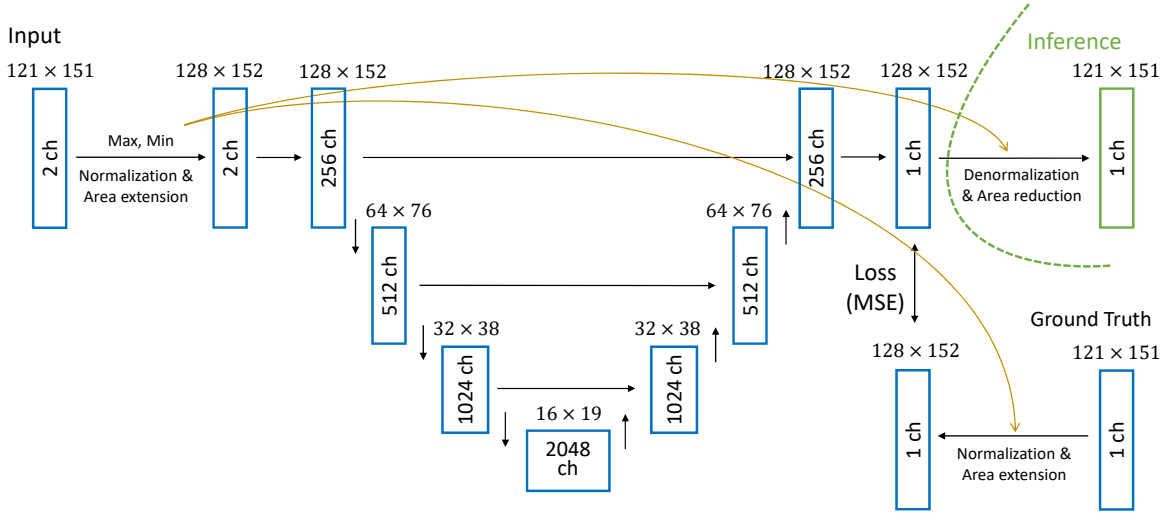 Input
Inference
121 × 151
128 × 152
128 × 152
128 × 152
128 × 152
121 × 151
2 ch
Max, Min
Normalization &
Area extension
2 ch
256 ch
256 ch
1 ch
Denormalization
& Area reduction
1 ch
64 × 76
64 × 76
512 ch
512 ch
Loss
(MSE)
32 × 38
32 × 38
Ground Truth
1024 ch
1024 ch
128 × 152
121 × 151
16 × 19
2048
ch
1 ch
Normalization &
Area extension
1 ch